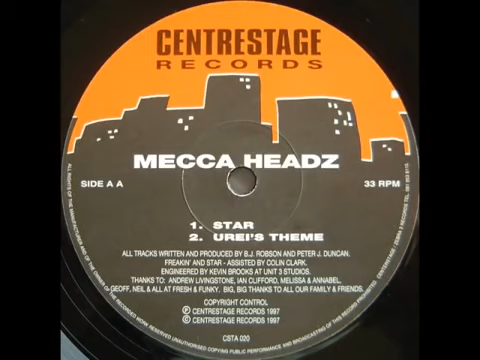 CENTRESTAGE
RECORDS
MECCA HEADZ
SIDE A A
33 RPM
1. STAR
2. UREI'S THEME
ALL TRACKS WRITTEN AND PRODUCED BY B.J. ROBSON AND PETER J. DUNCAN.
FREAKIN' AND STAR - ASSISTED BY COLIN CLARK.
ENGINEERED BY KEVIN BROOKS AT UNIT 3 STUDIOS.
THANKS TO: ANDREW LIVINGSTONE, IAN CLIFFORD, MELISSA & ANNABEL,
GEOFF, NEIL & ALL AT FRESH & FUNKY, BIG, BIG THANKS TO ALL OUR FAMILY & FRIENDS.
COPYRIGHT CONTROL
Ⓟ CENTRESTAGE RECORDS 1997
© CENTRESTAGE RECORDS 1997
CSTA 020